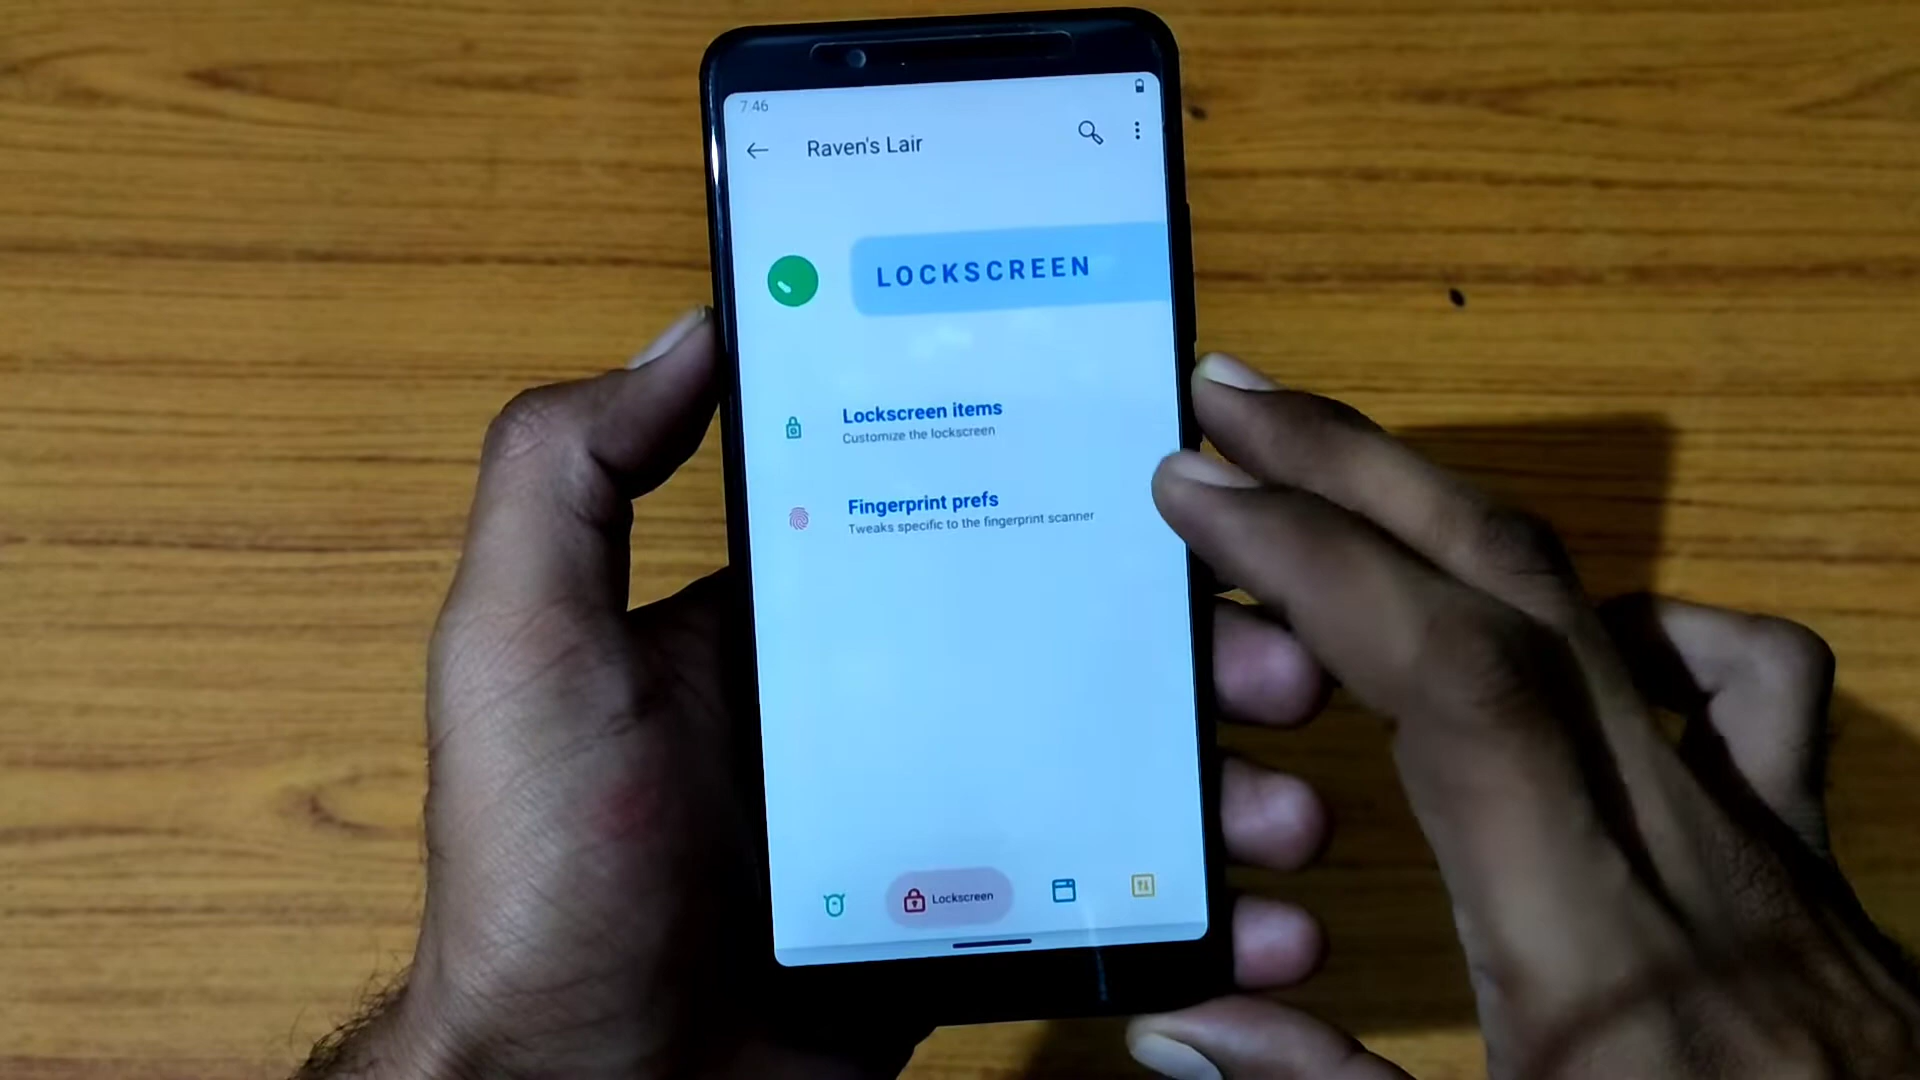 7:46
Raven's Lair
LOCKSCREEN
Lockscreen items
Customize the lockscreen
Fingerprint prefs
Tweaks specific to the fingerprint scanner
Lockscreen